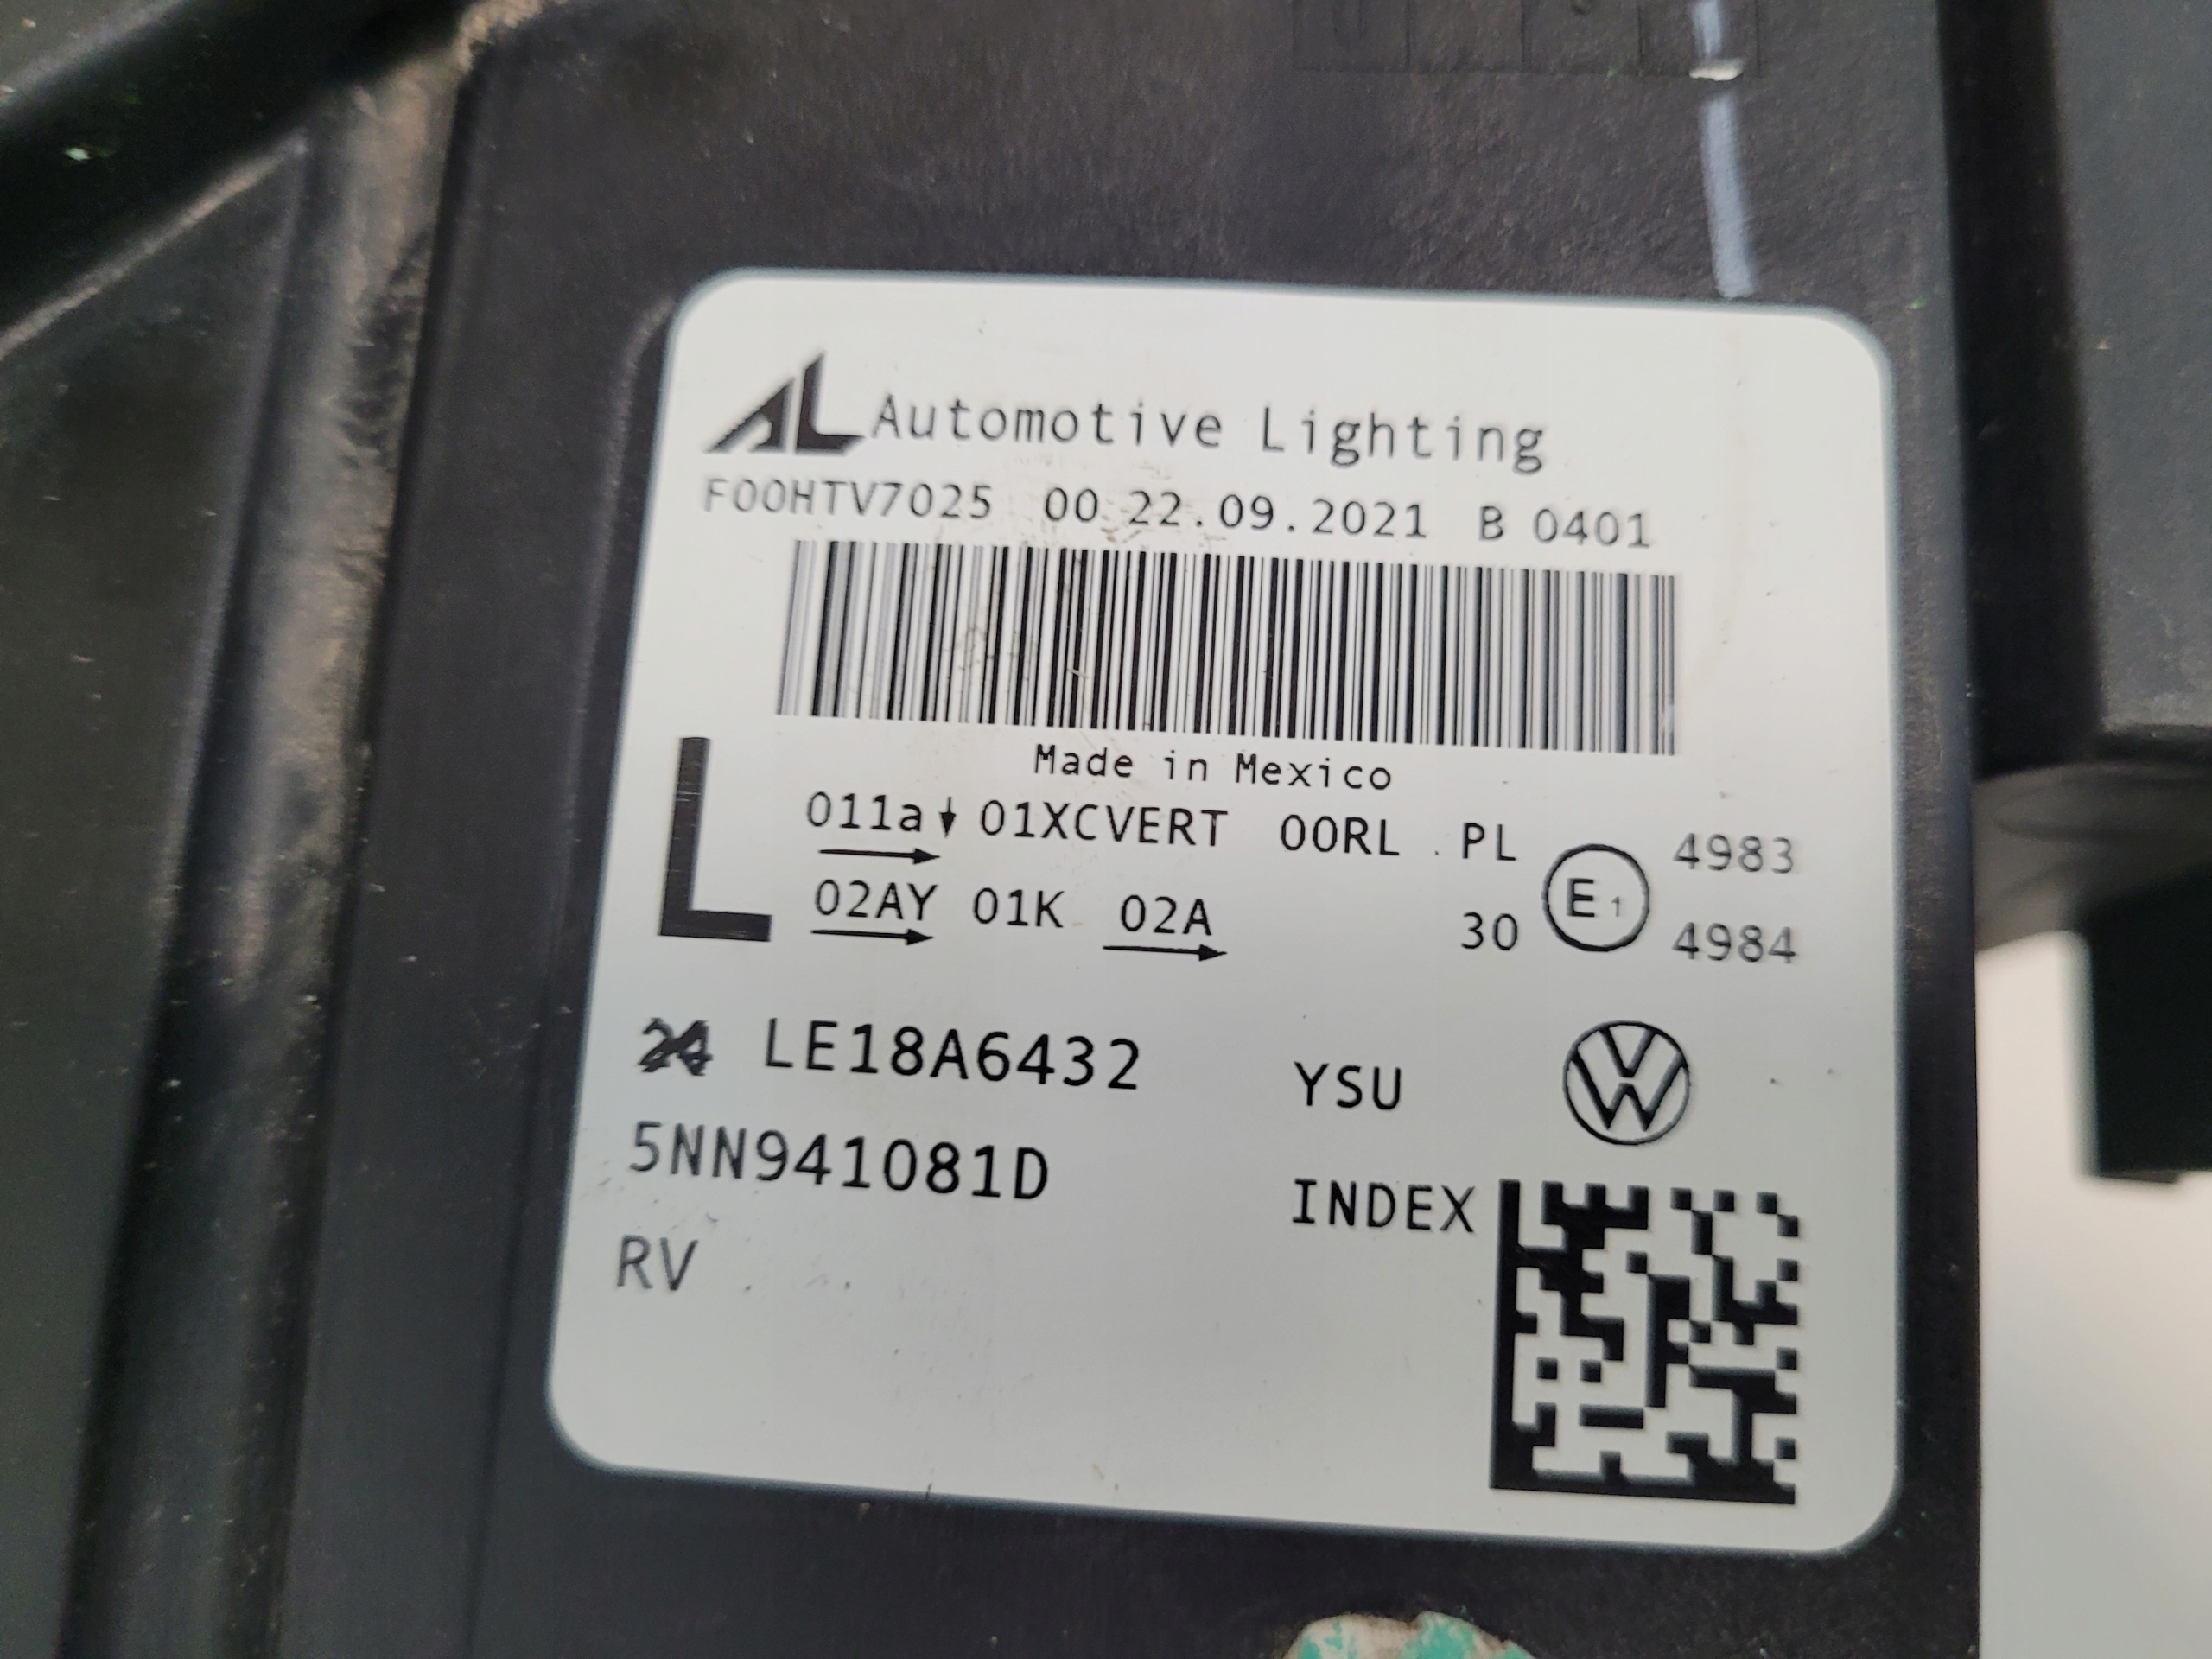 AL Automotive Lighting
F00HTV7025 00 22.09.2021 B 0401
Made in Mexico
L
011a↓ 01XCVERT 00RL PL 4983
02AY 01K 02A 30 E1 4984
LE18A6432 YSU
5NN941081D INDEX
RV